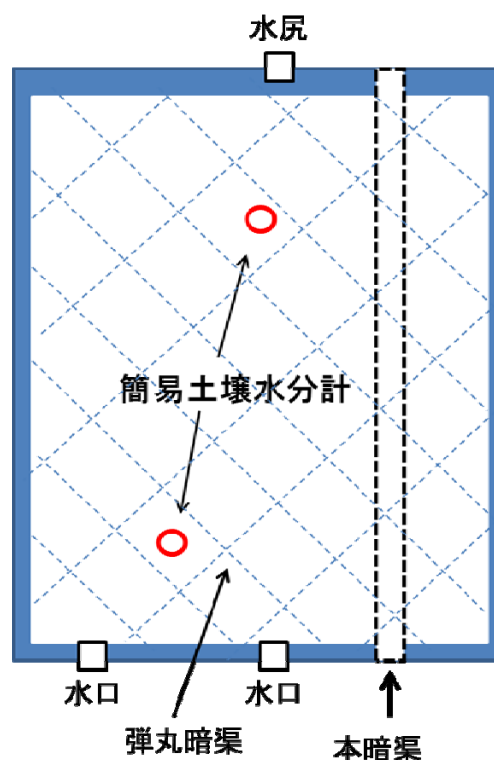 水尻
簡易土壌水分計
水口
水口
弾丸暗渠
本暗渠